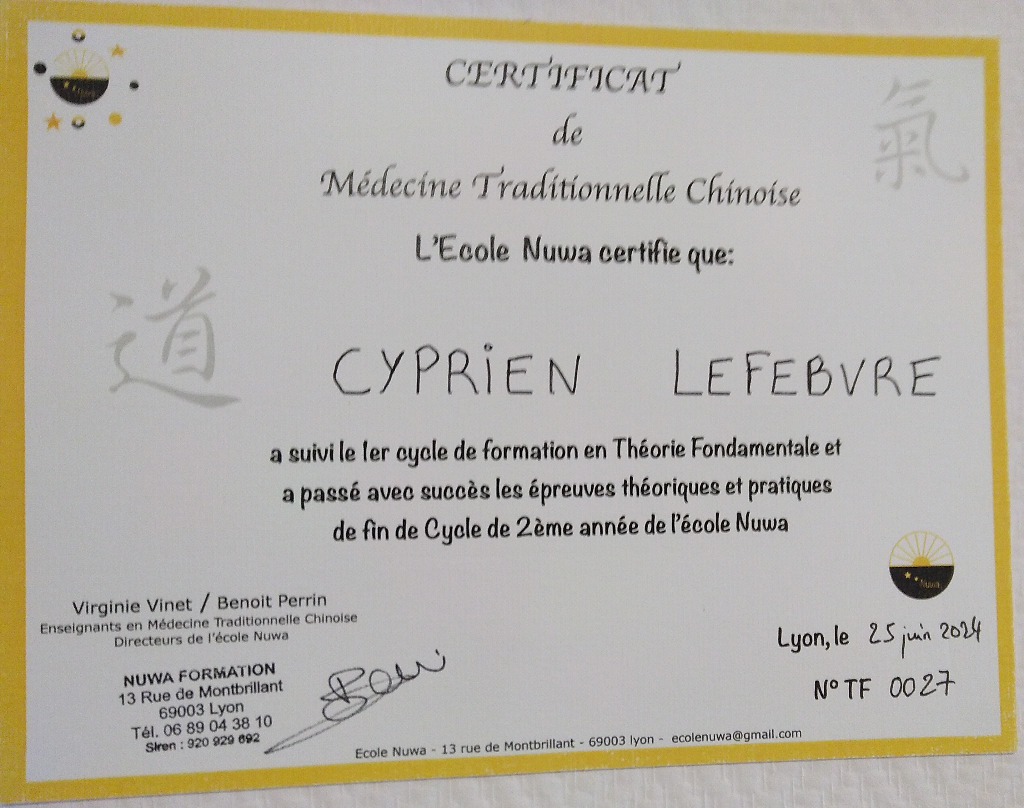 CERTIFICAT
de
Médecine Traditionnelle Chinoise
氣
L'Ecole Nuwa certifie que:
道
CYPRIEN LEFEBVRE
a suivi le 1er cycle de formation en Théorie Fondamentale et
a passé avec succès les épreuves théoriques et pratiques
de fin de Cycle de 2ème année de l'école Nuwa
Nuwa
Virginie Vinet / Benoit Perrin
Enseignants en Médecine Traditionnelle Chinoise
Directeurs de l'école Nuwa
NUWA FORMATION
13 Rue de Montbrillant
69003 Lyon
Tél. 06 89 04 38 10
Siren : 920 929 692
Lyon, le 25 juin 2024
N° TF 0027
Ecole Nuwa - 13 rue de Montbrillant - 69003 lyon - ecolenuwa@gmail.com